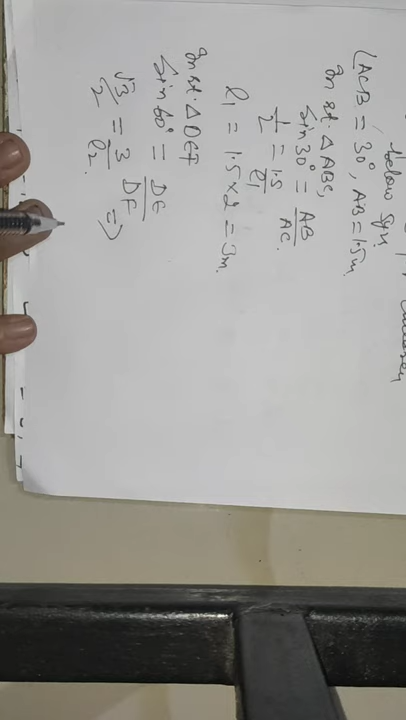 below
∠ACB = 30°, AB = 1.5m
In rt. △ABC,
Sin 30° = AB/AC
1/2 = 1.5/l1
l1 = 1.5 × 2 = 3m.
In rt. △DEF
Sin 60° = DE/DF
√3/2 = 3/l2 ⇒